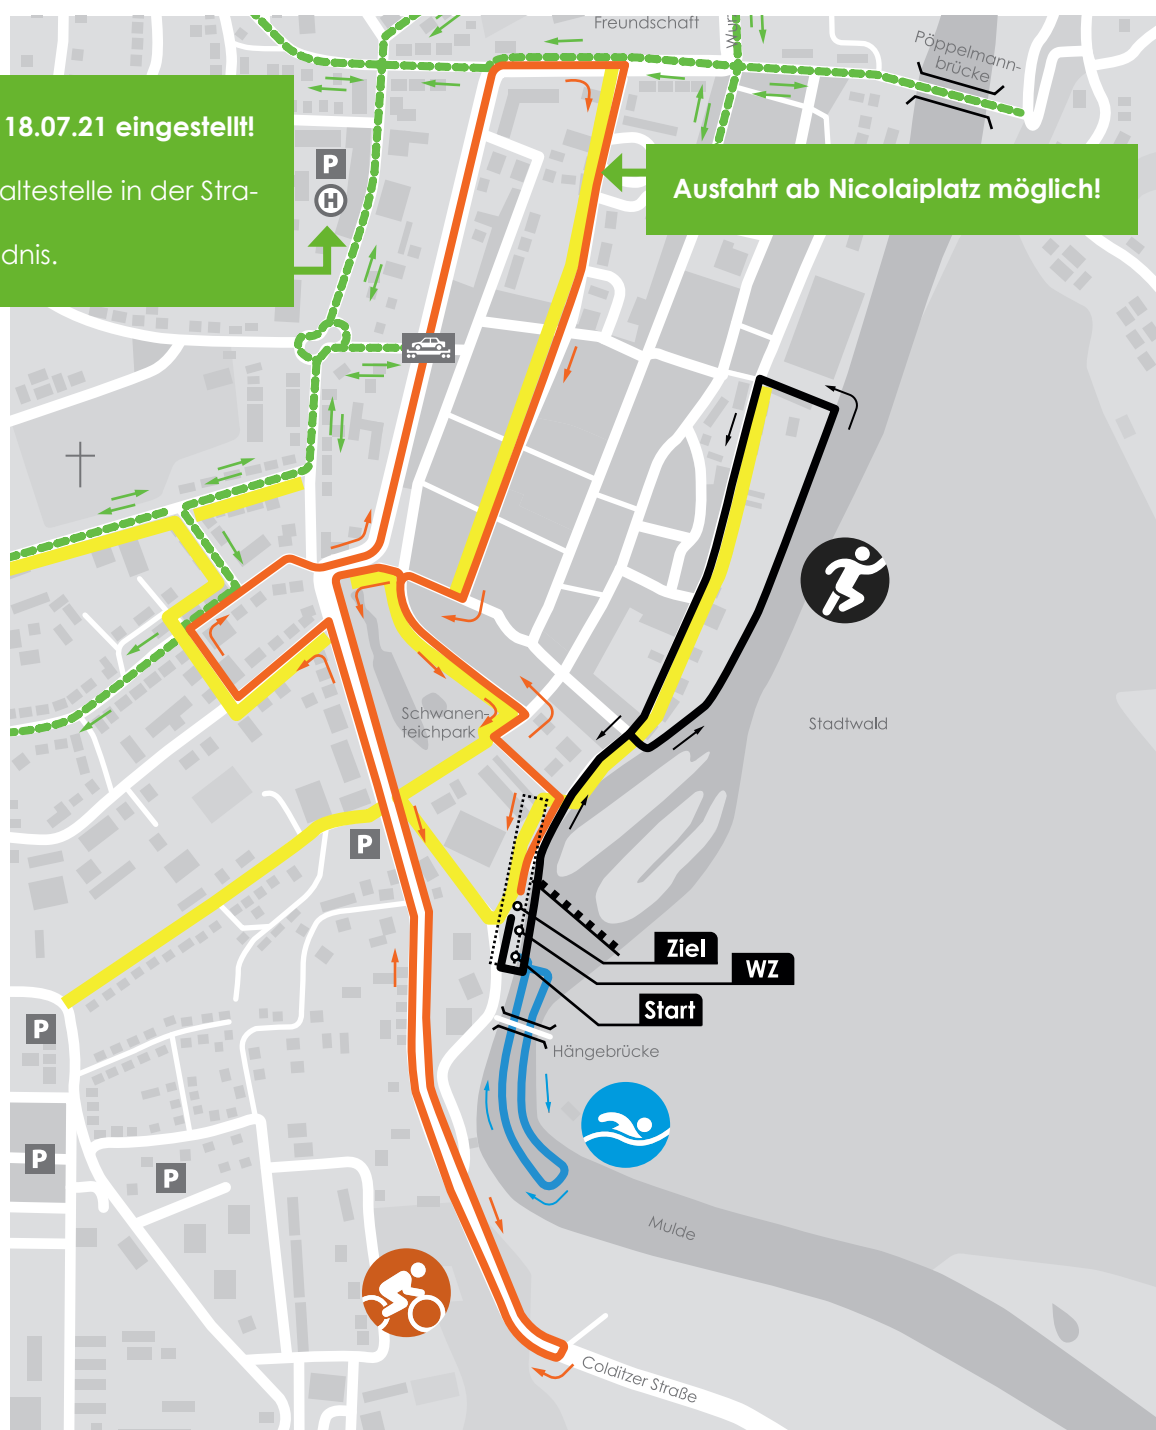 Freundschaft
Wur
Pöppelmann-
brücke
18.07.21 eingestellt!
altestelle in der Stra-
dnis.
P
H
Ausfahrt ab Nicolaiplatz möglich!
Schwanen-
teichpark
Stadtwald
P
Ziel
WZ
Start
P
Hängebrücke
P
P
Mulde
Colditzer Straße